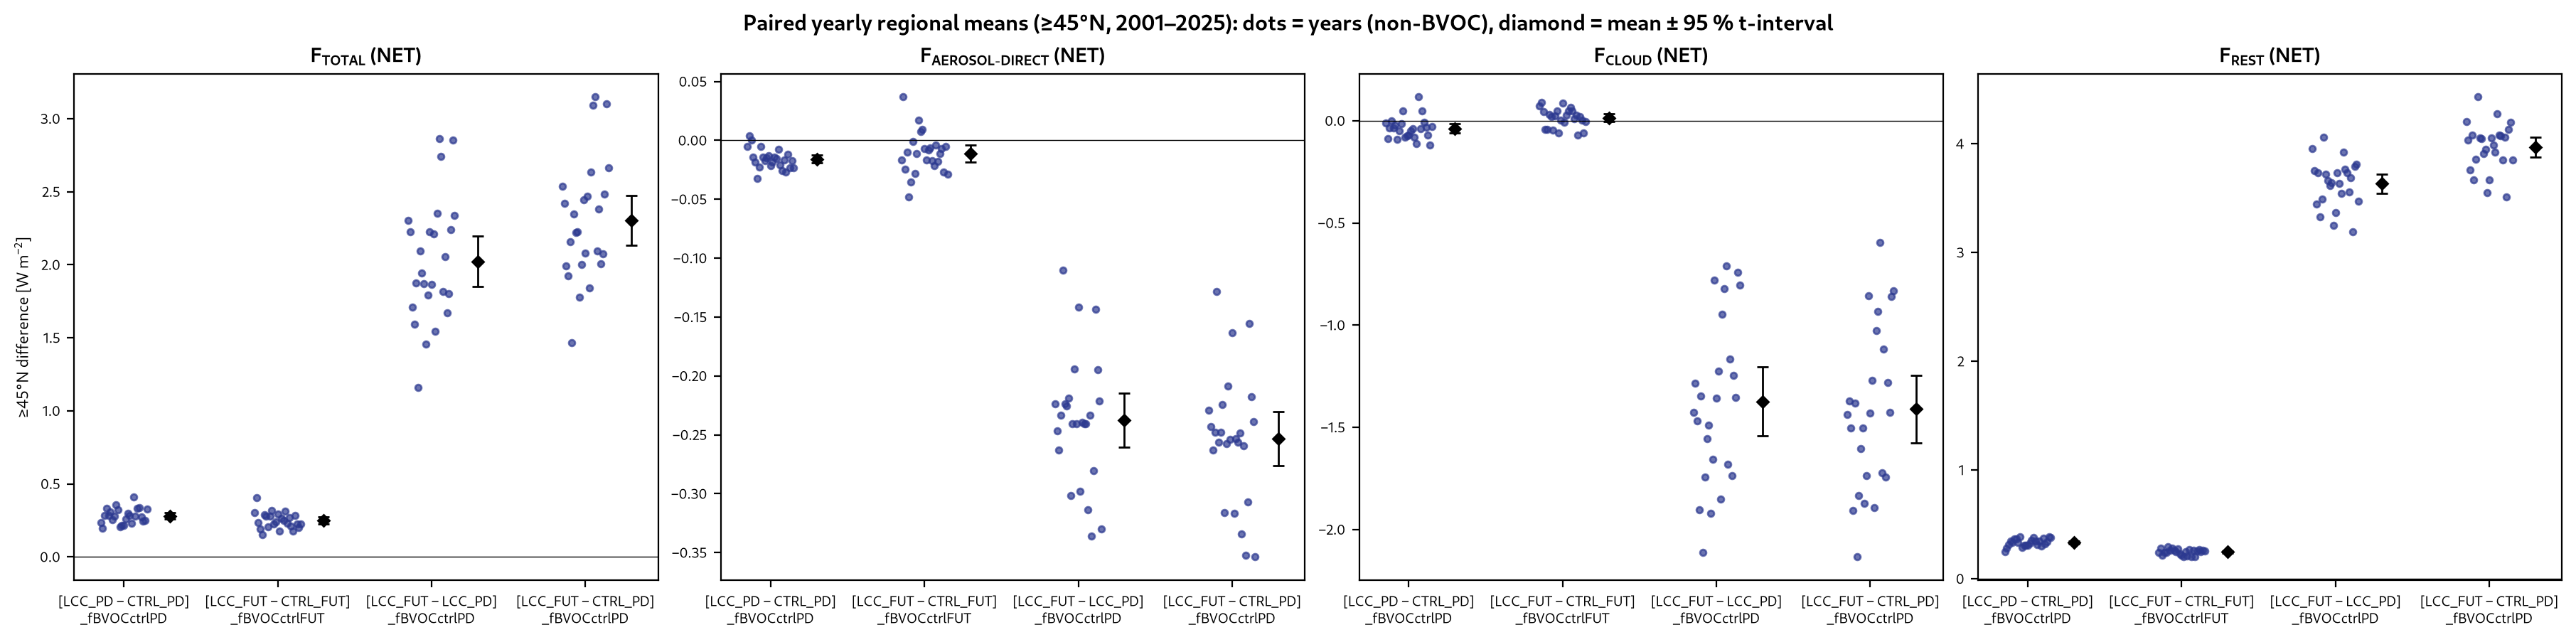 Paired yearly regional means (≥45°N, 2001–2025): dots = years (non-BVOC), diamond = mean ± 95 % t-interval
F_TOTAL (NET)
F_AEROSOL-DIRECT (NET)
F_CLOUD (NET)
F_REST (NET)
≥45°N difference [W m⁻²]
3.0
2.5
2.0
1.5
1.0
0.5
0.0
[LCC_PD – CTRL_PD]
_fBVOCctrlPD
[LCC_FUT – CTRL_FUT]
_fBVOCctrlFUT
[LCC_FUT – LCC_PD]
_fBVOCctrlPD
[LCC_FUT – CTRL_PD]
_fBVOCctrlPD
0.05
0.00
−0.05
−0.10
−0.15
−0.20
−0.25
−0.30
−0.35
[LCC_PD – CTRL_PD]
_fBVOCctrlPD
[LCC_FUT – CTRL_FUT]
_fBVOCctrlFUT
[LCC_FUT – LCC_PD]
_fBVOCctrlPD
[LCC_FUT – CTRL_PD]
_fBVOCctrlPD
0.0
−0.5
−1.0
−1.5
−2.0
[LCC_PD – CTRL_PD]
_fBVOCctrlPD
[LCC_FUT – CTRL_FUT]
_fBVOCctrlFUT
[LCC_FUT – LCC_PD]
_fBVOCctrlPD
[LCC_FUT – CTRL_PD]
_fBVOCctrlPD
4
3
2
1
0
[LCC_PD – CTRL_PD]
_fBVOCctrlPD
[LCC_FUT – CTRL_FUT]
_fBVOCctrlFUT
[LCC_FUT – LCC_PD]
_fBVOCctrlPD
[LCC_FUT – CTRL_PD]
_fBVOCctrlPD